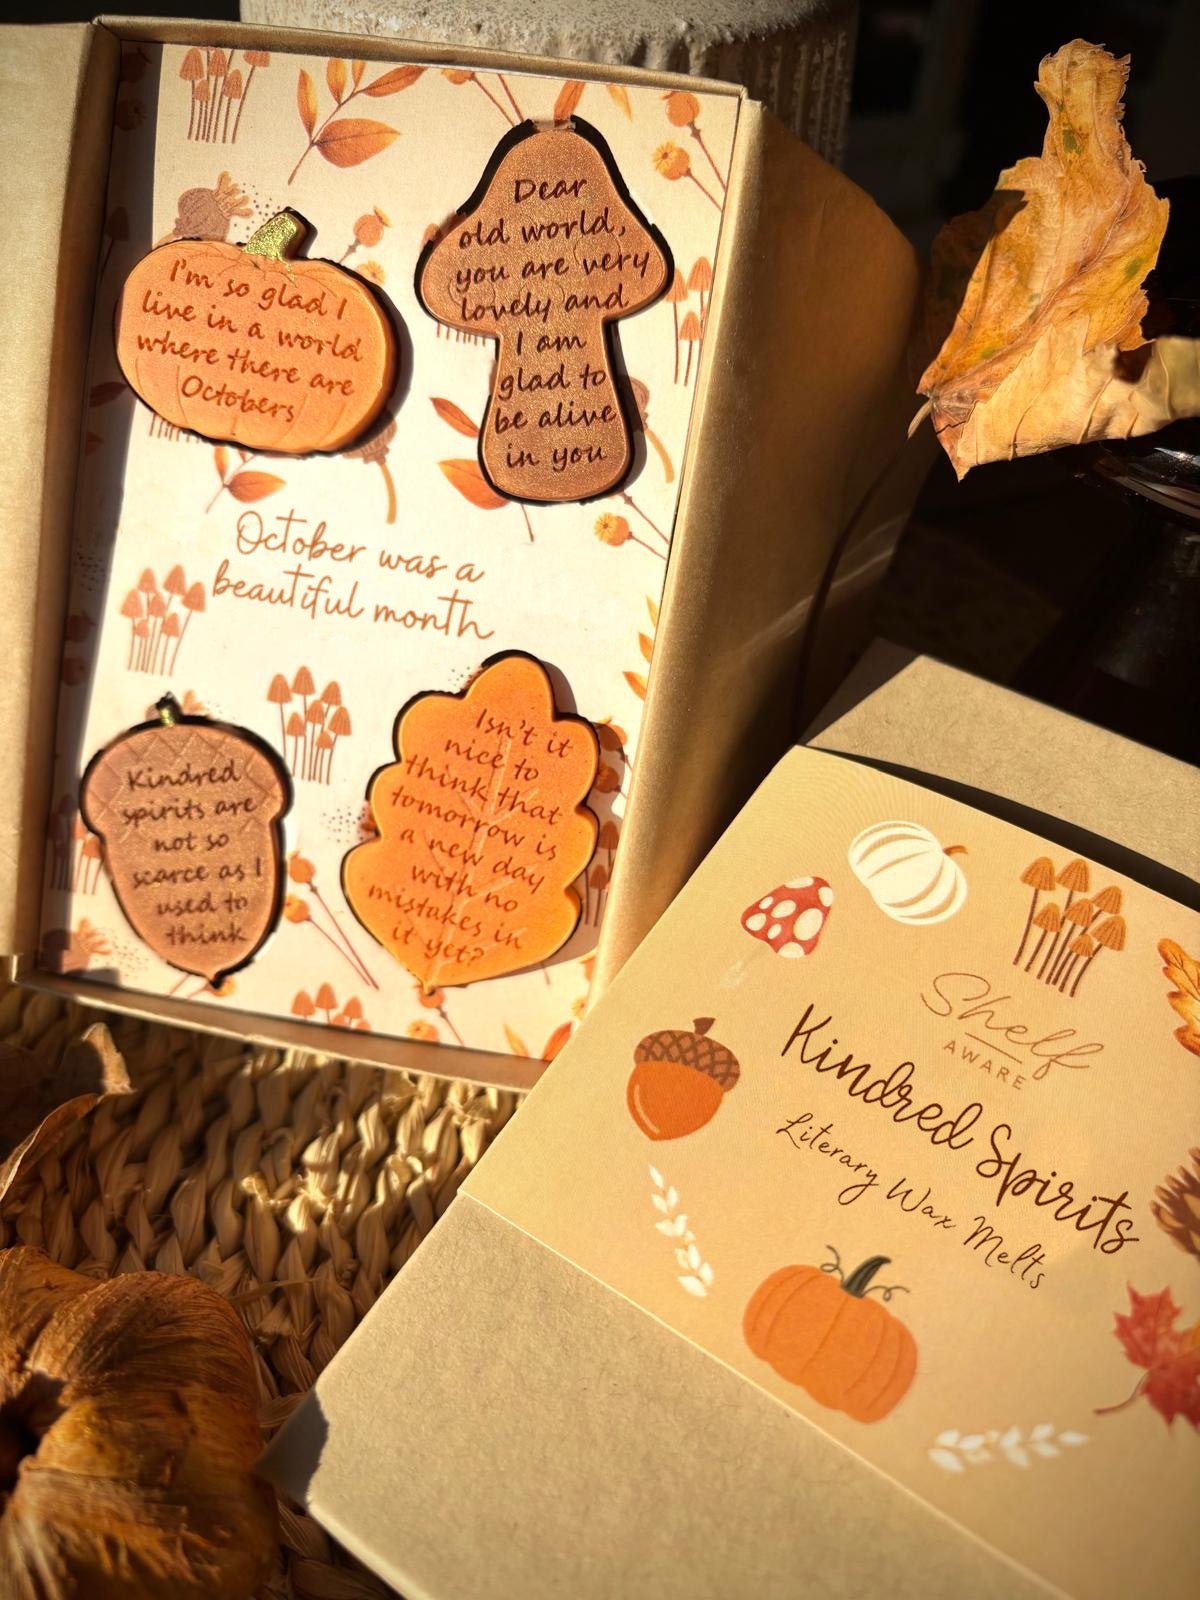 I'm so glad I
live in a world
where there are
Octobers
Dear
old world,
you are very
lovely and
I am
glad to
be alive
in you
October was a
beautiful month
Kindred
spirits are
not so
scarce as I
used to
think
Isn't it
nice to
think that
tomorrow is
a new day
with no
mistakes in
it yet?
Shelf
AWARE
Kindred Spirits
Literary Wax Melts